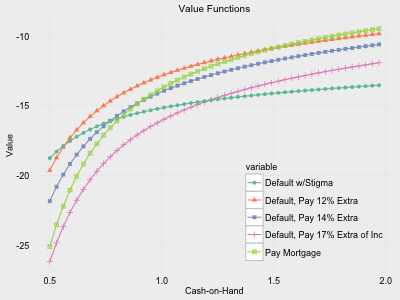 Value Functions
-10
-15
-20
-25
Value
variable
Default w/Stigma
Default, Pay 12% Extra
Default, Pay 14% Extra
Default, Pay 17% Extra of Inc
Pay Mortgage
0.5 1.0 1.5 2.0
Cash-on-Hand